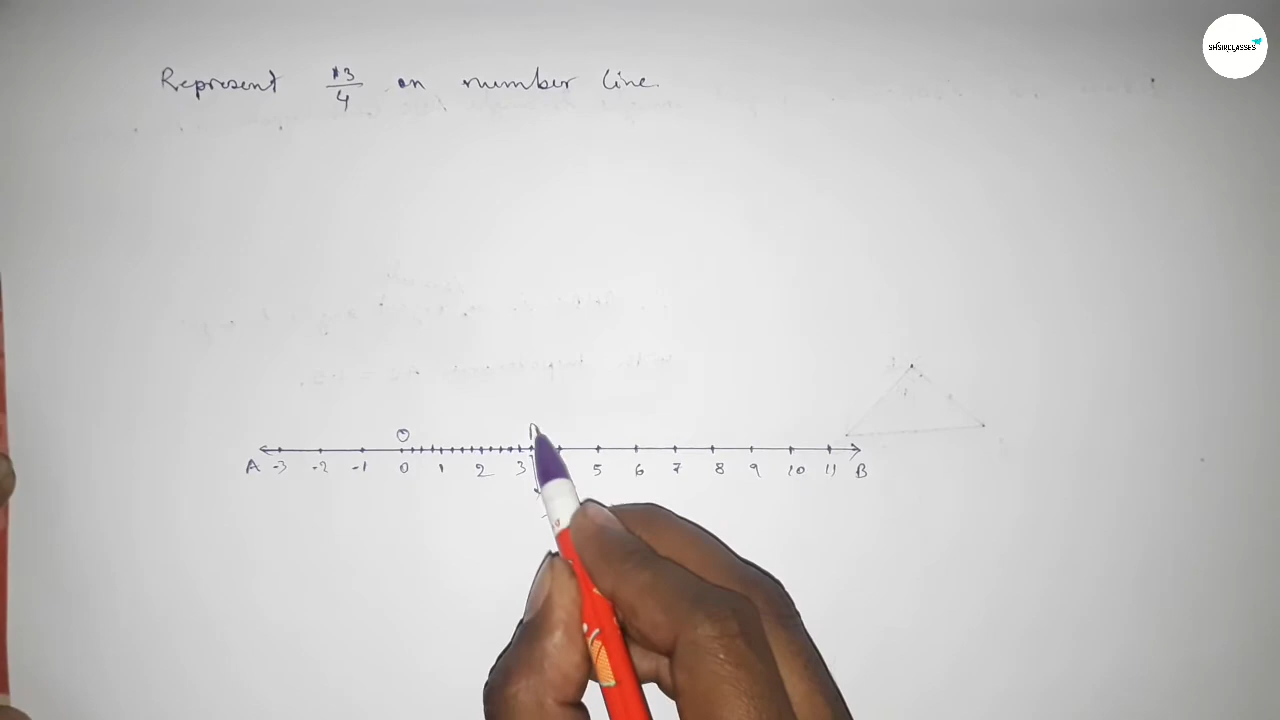 SHSIRCLASSES
Represent 13/4 on number line.
O
A -3 -2 -1 0 1 2 3 5 6 7 8 9 10 11 B